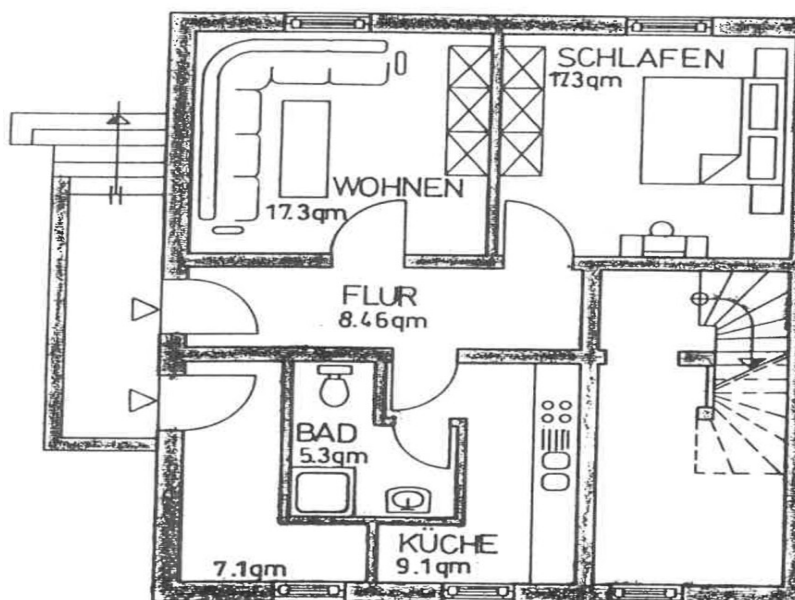 SCHLAFEN
17.3qm
WOHNEN
17.3qm
FLUR
8.46qm
BAD
5.3qm
KÜCHE
9.1qm
7.1qm